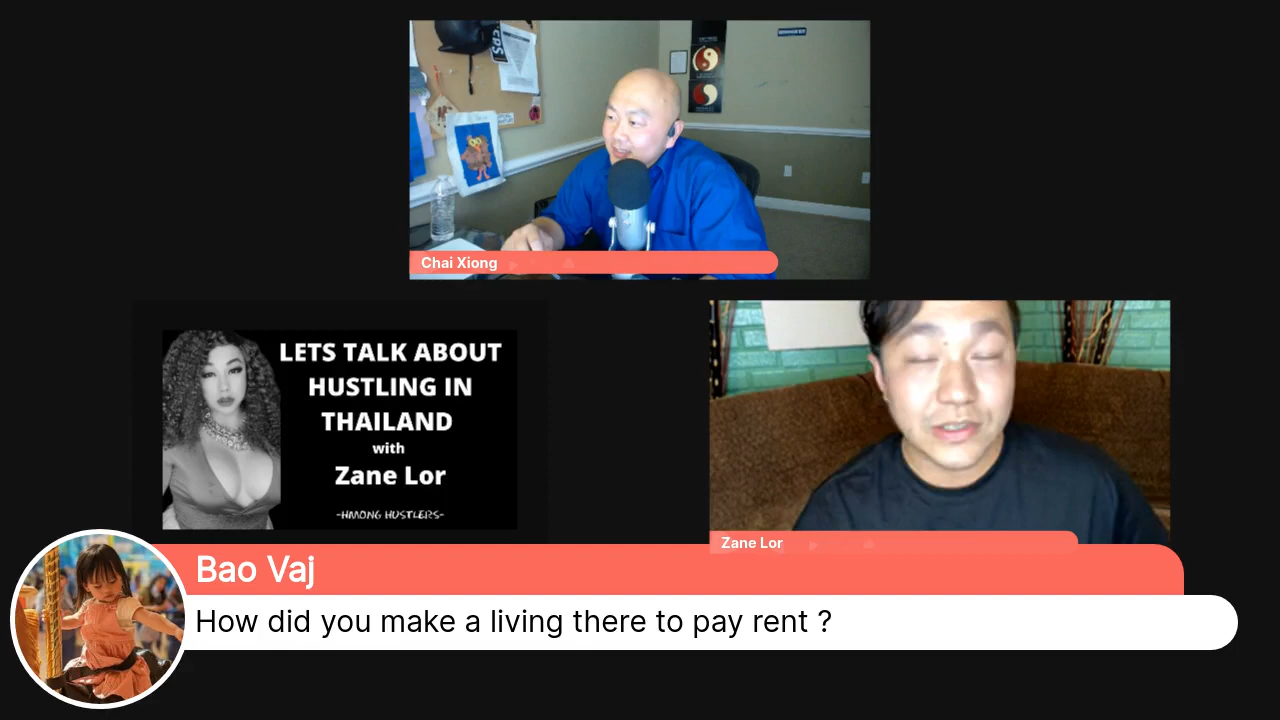 Chai Xiong
LETS TALK ABOUT
HUSTLING IN
THAILAND
with
Zane Lor
-HMONG HUSTLERS-
Zane Lor
Bao Vaj
How did you make a living there to pay rent ?